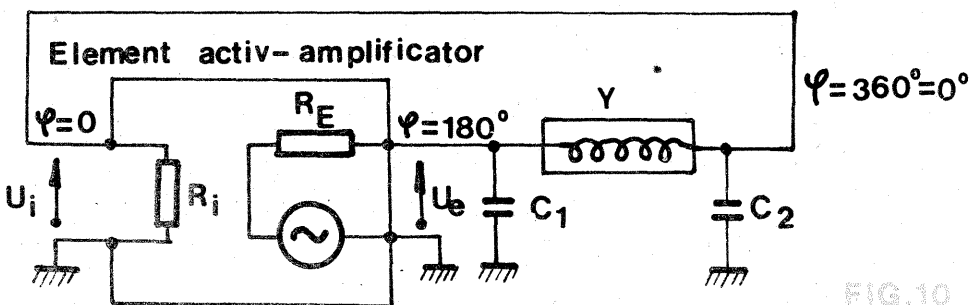 Element activ-amplificator
φ=0
R_E
φ=180°
Y
φ=360°=0°
U_i
R_i
U_e
C_1
C_2
FIG.10